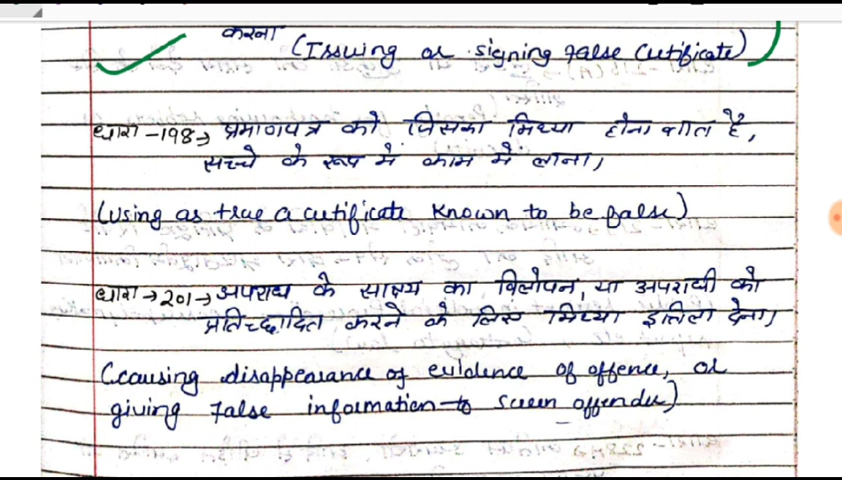 करना (Issuing or signing false Certificate)
धारा -198→ प्रमाणपत्र को जिसका मिथ्या होना ज्ञात है,
सच्चे के रूप में काम में लाना,
(using as true a certificate known to be false)
धारा→201→ अपराध के साक्ष्य का विलोपन, या अपराधी को
प्रतिच्छादित करने के लिए मिथ्या इत्तिला देना,
(causing disappearance of evidence of offence, or
giving false information to screen offender)